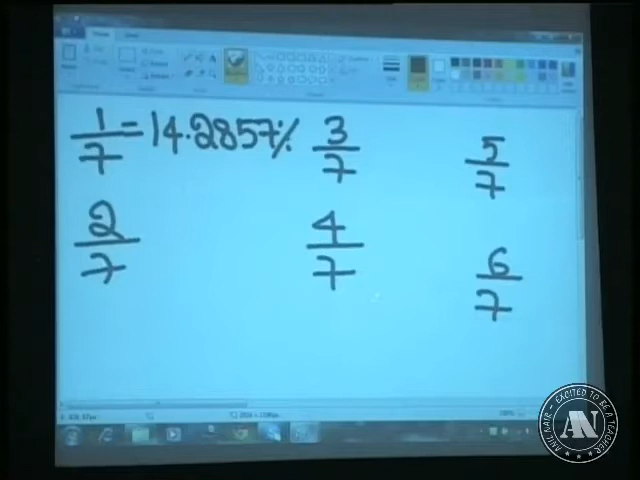 1/7 = 14.2857%
2/7
3/7
4/7
5/7
6/7
ANIL NAIR - EXCITED TO BE A TEACHER
AN